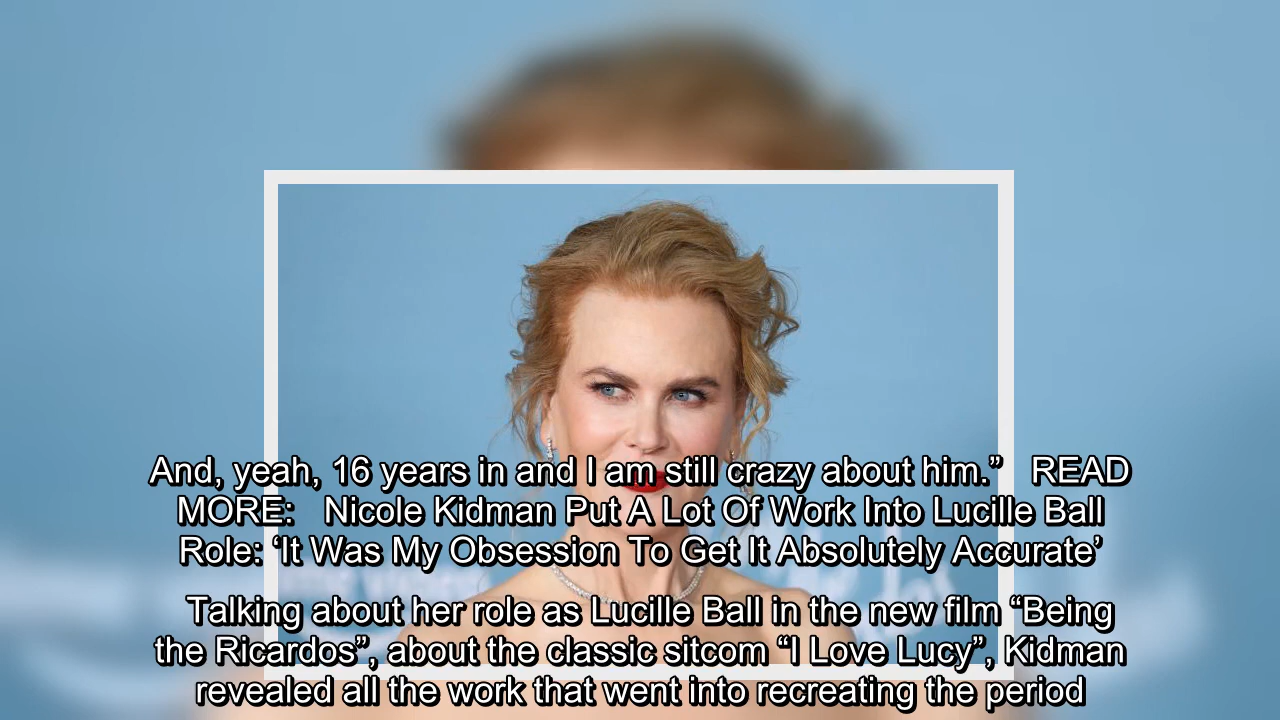 And, yeah, 16 years in and I am still crazy about him.” READ
MORE: Nicole Kidman Put A Lot Of Work Into Lucille Ball
Role: ‘It Was My Obsession To Get It Absolutely Accurate’
Talking about her role as Lucille Ball in the new film “Being
the Ricardos”, about the classic sitcom “I Love Lucy”, Kidman
revealed all the work that went into recreating the period